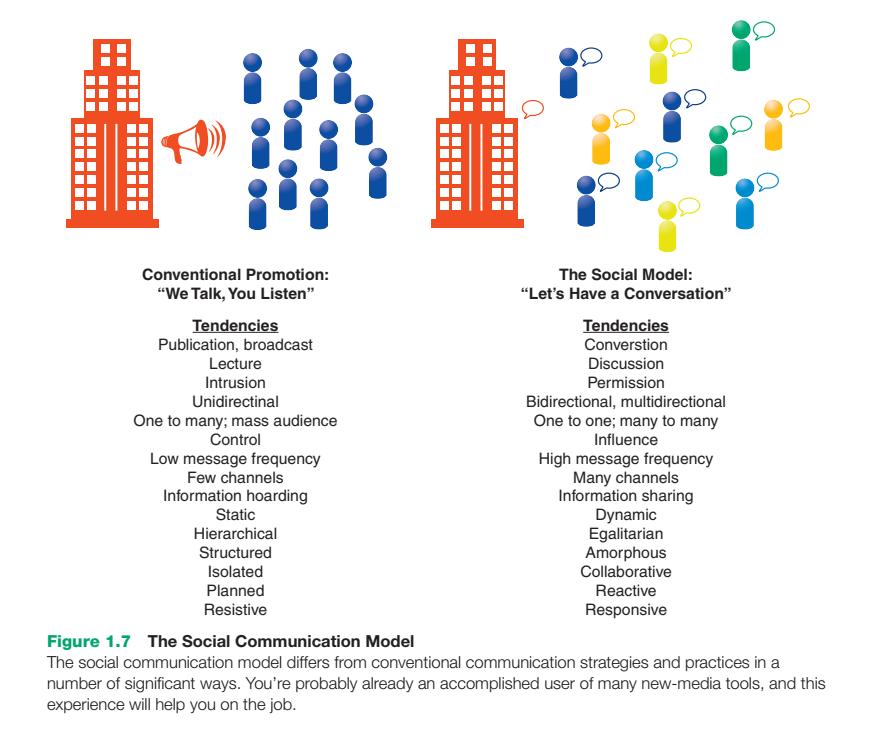 Conventional Promotion:
“We Talk, You Listen”
Tendencies
Publication, broadcast
Lecture
Intrusion
Unidirectinal
One to many; mass audience
Control
Low message frequency
Few channels
Information hoarding
Static
Hierarchical
Structured
Isolated
Planned
Resistive
The Social Model:
“Let’s Have a Conversation”
Tendencies
Converstion
Discussion
Permission
Bidirectional, multidirectional
One to one; many to many
Influence
High message frequency
Many channels
Information sharing
Dynamic
Egalitarian
Amorphous
Collaborative
Reactive
Responsive
Figure 1.7 The Social Communication Model
The social communication model differs from conventional communication strategies and practices in a
number of significant ways. You’re probably already an accomplished user of many new-media tools, and this
experience will help you on the job.